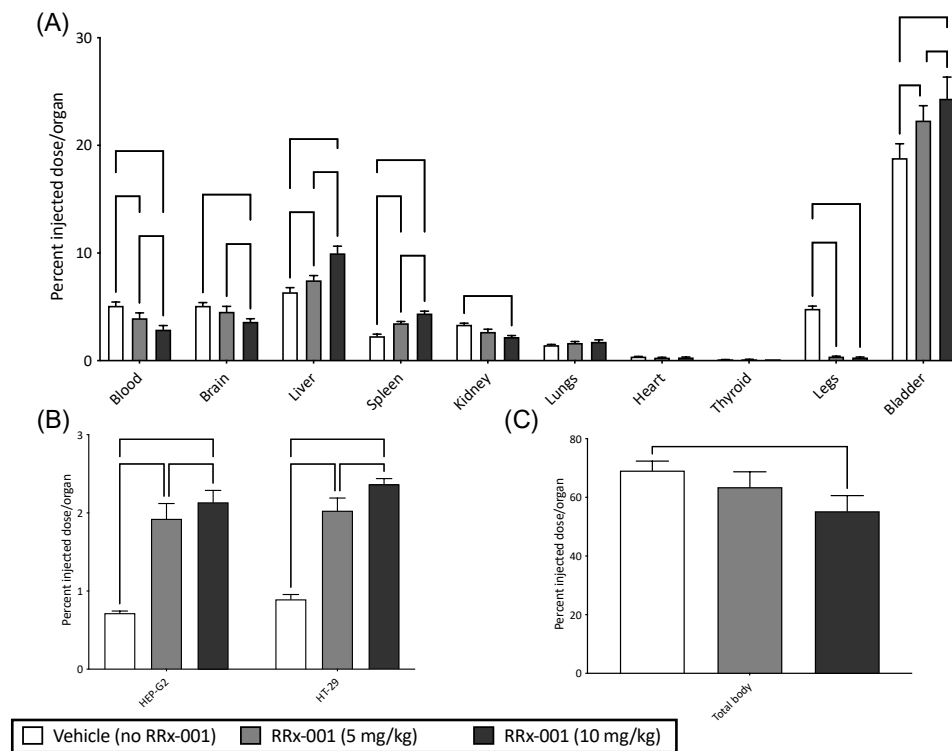 (A)
Percent injected dose/organ
30
20
10
0
Blood
Brain
Liver
Spleen
Kidney
Lungs
Heart
Thyroid
Legs
Bladder
(B)
Percent injected dose/organ
3
2
1
0
HEP-G2
HT-29
(C)
Percent injected dose/organ
80
60
40
20
0
Total body
Vehicle (no RRx-001) RRx-001 (5 mg/kg) RRx-001 (10 mg/kg)